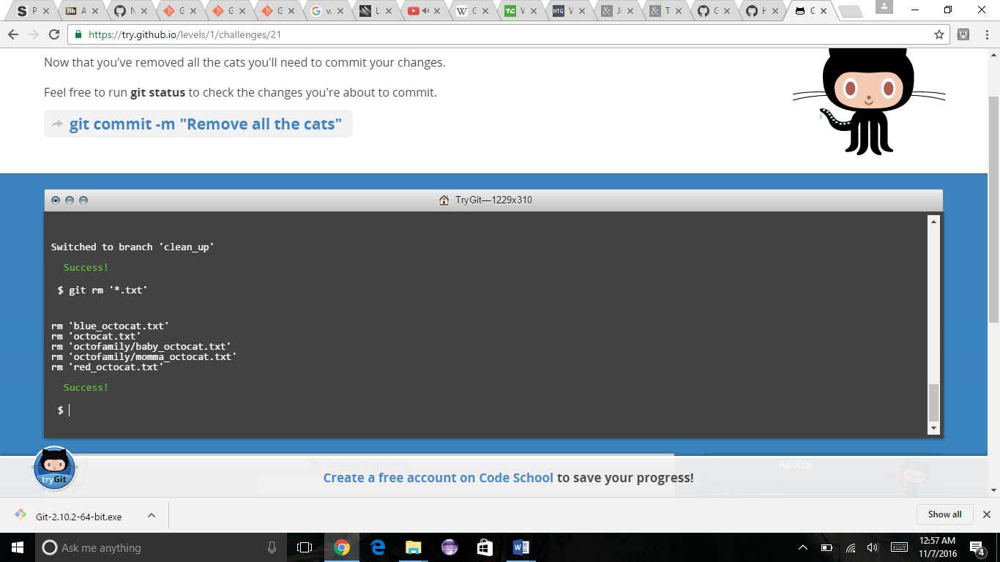 S P
Bb A
N
G
G
G
G w
L
W G
TC V
HTG V
& J
& T
C
H
G
https://try.github.io/levels/1/challenges/21
Now that you've removed all the cats you'll need to commit your changes.
Feel free to run git status to check the changes you're about to commit.
git commit -m "Remove all the cats"
TryGit—1229x310
Switched to branch 'clean_up'
Success!
$ git rm '*.txt'
rm 'blue_octocat.txt'
rm 'octocat.txt'
rm 'octofamily/baby_octocat.txt'
rm 'octofamily/momma_octocat.txt'
rm 'red_octocat.txt'
Success!
$
My Octobox Repository
Advice
tryGit
Create a free account on Code School to save your progress!
Git-2.10.2-64-bit.exe
Show all
Ask me anything
12:57 AM
11/7/2016
4